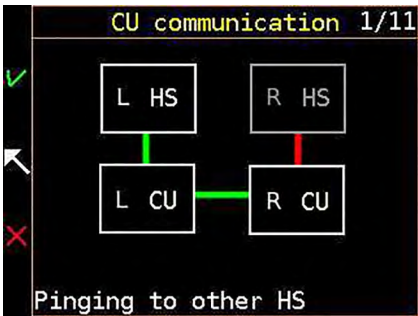 CU communication 1/11
L HS R HS
L CU R CU
Pinging to other HS